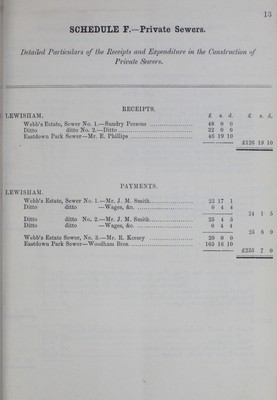 13
SCHEDULE F.—Private Sewers.
Detailed Particulars of the Receipts and Expenditure in the Construction of
Private Sewers.
RECEIPTS.
LEWISHAM. £ s. d. £ s. d.
Webb's Estate, Sewer No. 1.—Sundry Persons 48 0 0
Ditto ditto No. 2.—Ditto 32 0 0
Eastdown Park Sewer—Mr. E. Phillips 46 19 10
£126 19 10
PAYMENTS.
LEWISHAM.
Webb's Estate, Sewer No. 1.—Mr. J. M. Smith 23 17 1
Ditto ditto —Wages, &c. 0 4 4
24 1 5
Ditto ditto No. 2.—Mr. J. M. Smith 25 4 5
Ditto ditto —Wages, &c. 0 4 4
25 8 9
Webb's Estate Sewer, No. 3.—Mr. R. Kersey 20 0 0
Eastdown Park Sewer—Woodham Bros. 165 16 10
£235 7 0